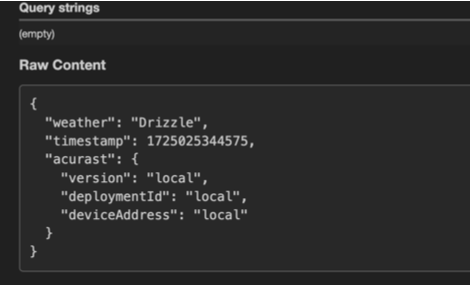 Query strings
(empty)
Raw Content
{
  "weather": "Drizzle",
  "timestamp": 1725025344575,
  "acurast": {
    "version": "local",
    "deploymentId": "local",
    "deviceAddress": "local"
  }
}